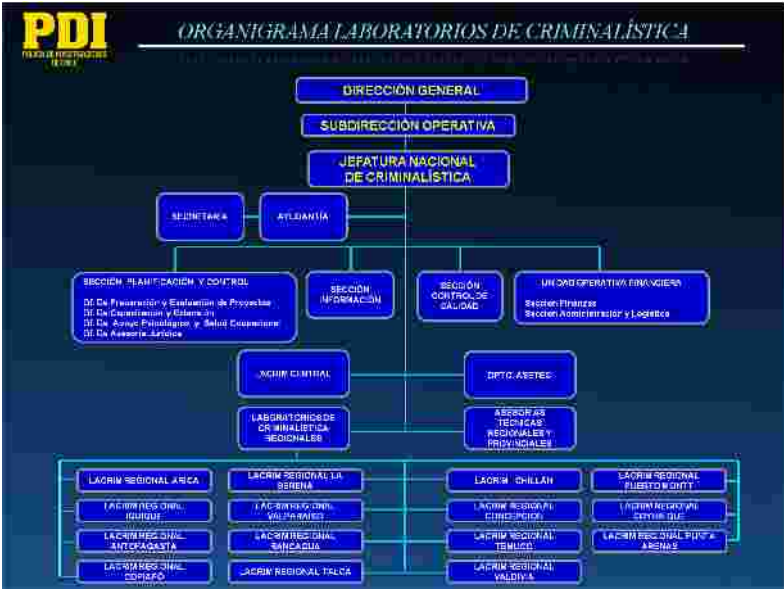 PDI
POLICIA DE INVESTIGACIONES
DE CHILE
ORGANIGRAMA LABORATORIOS DE CRIMINALÍSTICA
DIRECCIÓN GENERAL
SUBDIRECCIÓN OPERATIVA
JEFATURA NACIONAL
DE CRIMINALÍSTICA
SECRETARIA
AYUDANTÍA
SECCIÓN PLANIFICACIÓN Y CONTROL
Of. De Preparación y Evaluación de Proyectos
Of. De Capacitación y Extensión
Of. De Apoyo Psicológico y Salud Ocupacional
Of. De Asesoría Jurídica
SECCIÓN
INFORMACIÓN
SECCIÓN
CONTROL DE
CALIDAD
UNIDAD OPERATIVA FINANCIERA
Sección Finanzas
Sección Administración y Logística
LACRIM CENTRAL
DPTO. ASETEC
LABORATORIOS DE
CRIMINALÍSTICA
REGIONALES
ASESORIAS
TECNICAS
REGIONALES Y
PROVINCIALES
LACRIM REGIONAL ARICA
LACRIM REGIONAL LA
SERENA
LACRIM CHILLÁN
LACRIM REGIONAL
PUERTO MONTT
LACRIM REGIONAL
IQUIQUE
LACRIM REGIONAL
VALPARAÍSO
LACRIM REGIONAL
CONCEPCIÓN
LACRIM REGIONAL
COYHAIQUE
LACRIM REGIONAL
ANTOFAGASTA
LACRIM REGIONAL
RANCAGUA
LACRIM REGIONAL
TEMUCO
LACRIM REGIONAL PUNTA
ARENAS
LACRIM REGIONAL
COPIAPÓ
LACRIM REGIONAL TALCA
LACRIM REGIONAL
VALDIVIA